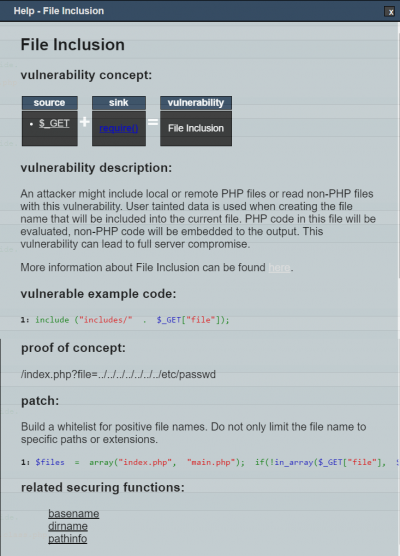 Help - File Inclusion
x
File Inclusion
vulnerability concept:
source
sink
vulnerability
• $_GET
+
require()
=
File Inclusion
vulnerability description:
An attacker might include local or remote PHP files or read non-PHP files
with this vulnerability. User tainted data is used when creating the file
name that will be included into the current file. PHP code in this file will be
evaluated, non-PHP code will be embedded to the output. This
vulnerability can lead to full server compromise.
More information about File Inclusion can be found here.
vulnerable example code:
1: include ("includes/" . $_GET["file"]);
proof of concept:
/index.php?file=../../../../../../../etc/passwd
patch:
Build a whitelist for positive file names. Do not only limit the file name to
specific paths or extensions.
1: $files = array("index.php", "main.php"); if(!in_array($_GET["file"],
related securing functions:
basename
dirname
pathinfo